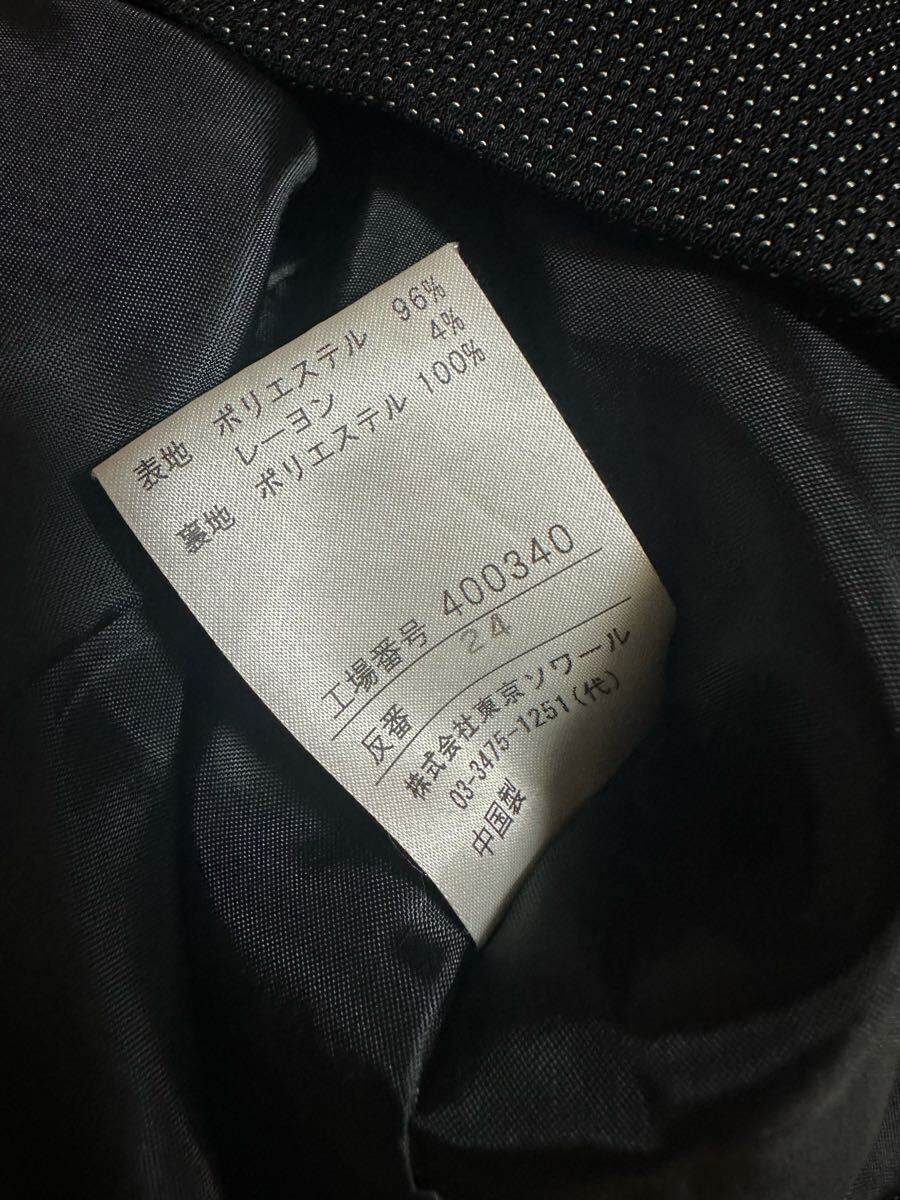 表地 ポリエステル 96%
レーヨン 4%
裏地 ポリエステル 100%
工場番号 400340
反番 24
株式会社東京ソワール
03-3475-1251(代)
中国製